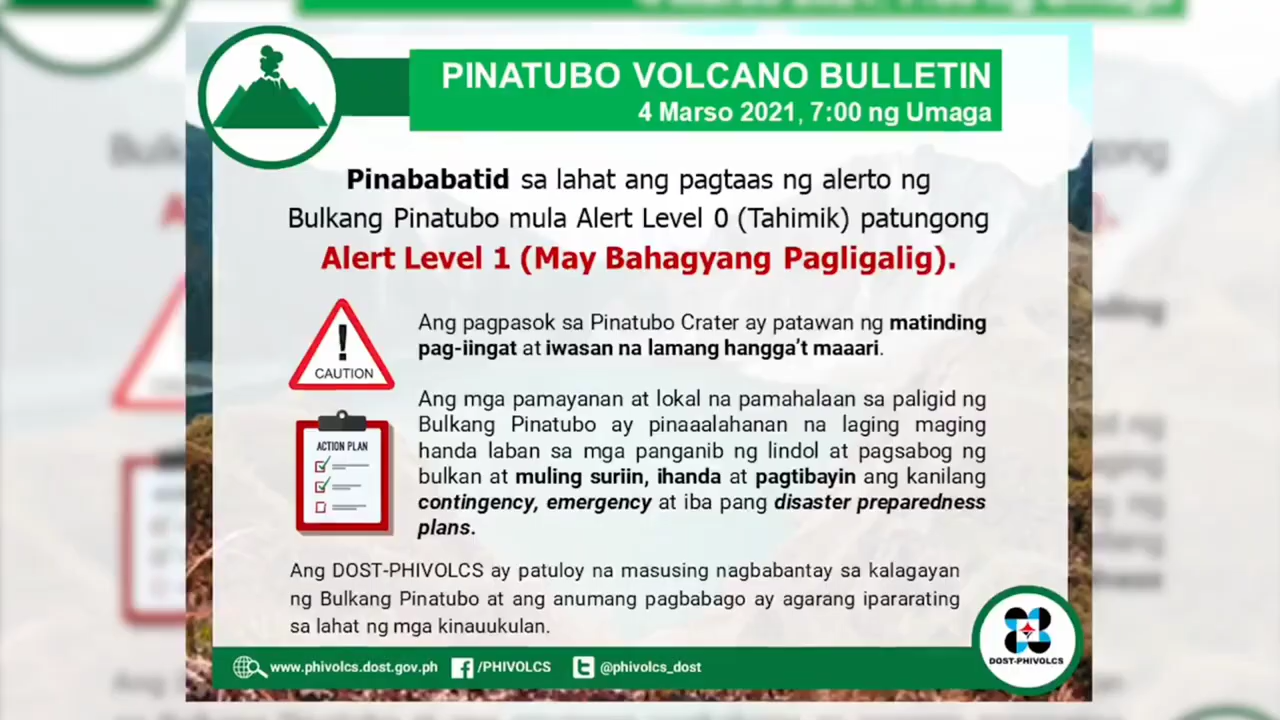 PINATUBO VOLCANO BULLETIN
4 Marso 2021, 7:00 ng Umaga
Pinababatid sa lahat ang pagtaas ng alerto ng
Bulkang Pinatubo mula Alert Level 0 (Tahimik) patungong
Alert Level 1 (May Bahagyang Pagligalig).
Ang pagpasok sa Pinatubo Crater ay patawan ng matinding
pag-iingat at iwasan na lamang hangga't maaari.
CAUTION
Ang mga pamayanan at lokal na pamahalaan sa paligid ng
Bulkang Pinatubo ay pinaaalahanan na laging maging
handa laban sa mga panganib ng lindol at pagsabog ng
bulkan at muling suriin, ihanda at pagtibayin ang kanilang
contingency, emergency at iba pang disaster preparedness
plans.
ACTION PLAN
Ang DOST-PHIVOLCS ay patuloy na masusing nagbabantay sa kalagayan
ng Bulkang Pinatubo at ang anumang pagbabago ay agarang ipararating
sa lahat ng mga kinauukulan.
www.phivolcs.dost.gov.ph /PHIVOLCS @phivolcs_dost
DOST-PHIVOLCS